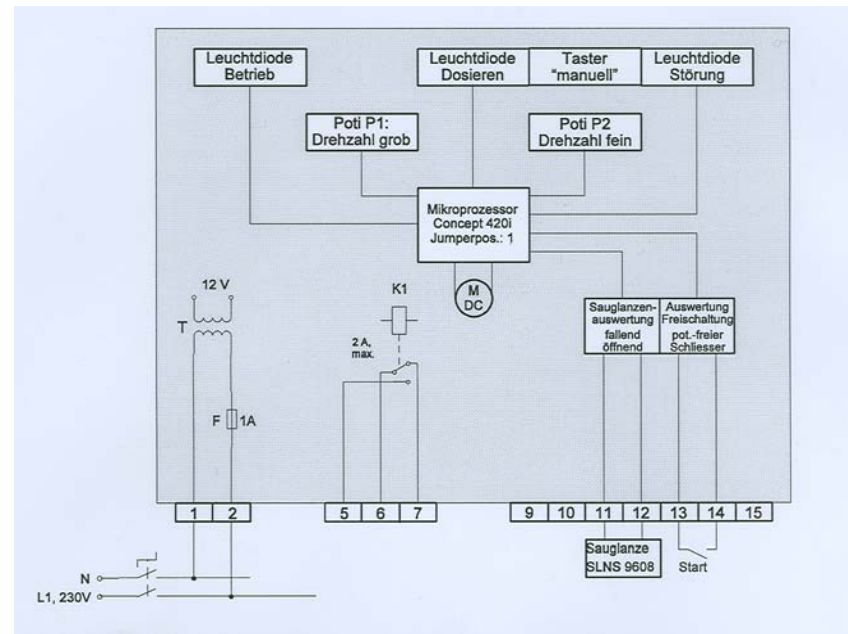 Leuchtdiode
Betrieb
Leuchtdiode
Dosieren
Taster
"manuell"
Leuchtdiode
Störung
Poti P1:
Drehzahl grob
Poti P2
Drehzahl fein
Mikroprozessor
Concept 420i
Jumperpos.: 1
12 V
K1
M
DC
T
2 A,
max.
Sauglanzen-
auswertung
fallend
öffnend
Auswertung
Freischaltung
pot.-freier
Schliesser
F
1A
1
2
5
6
7
9
10
11
12
13
14
15
Sauglanze
SLNS 9608
Start
N
L1, 230V